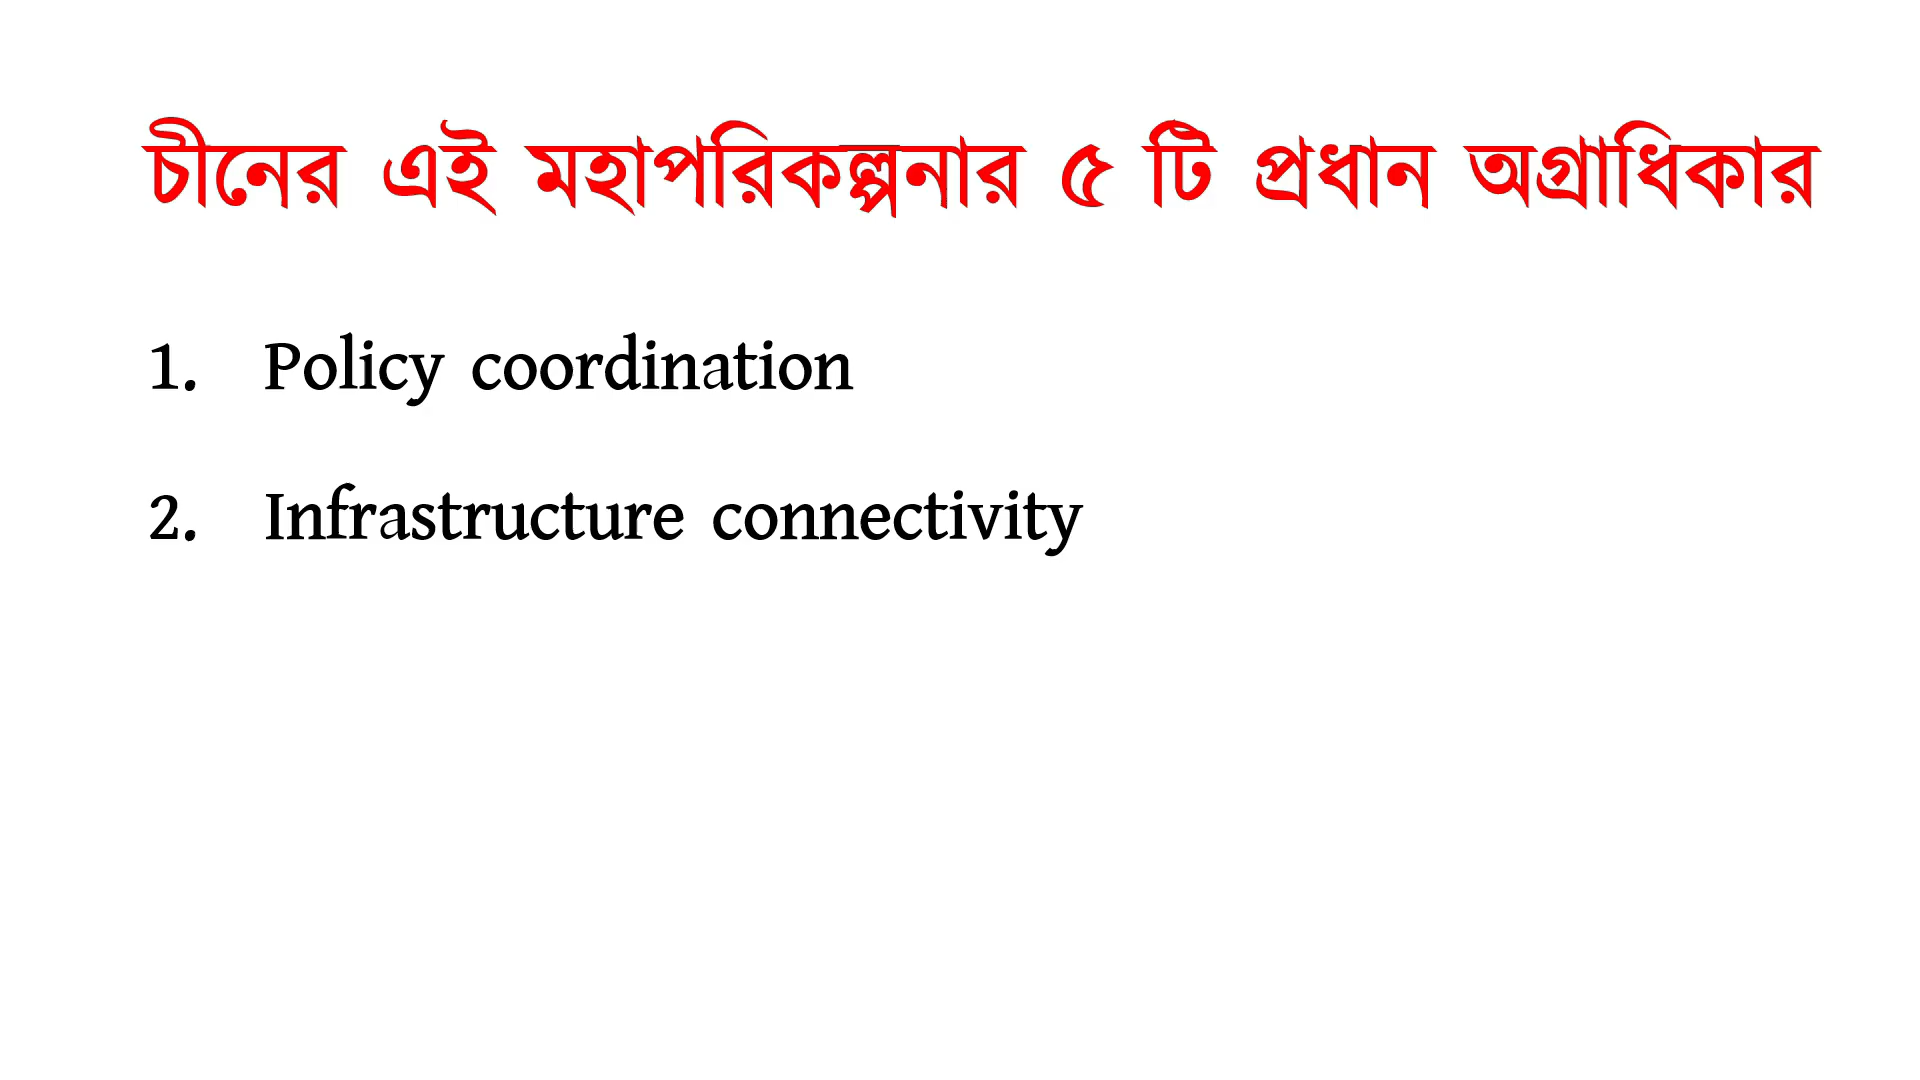 চীনের এই মহাপরিকল্পনার ৫ টি প্রধান অগ্রাধিকার
1. Policy coordination
2. Infrastructure connectivity